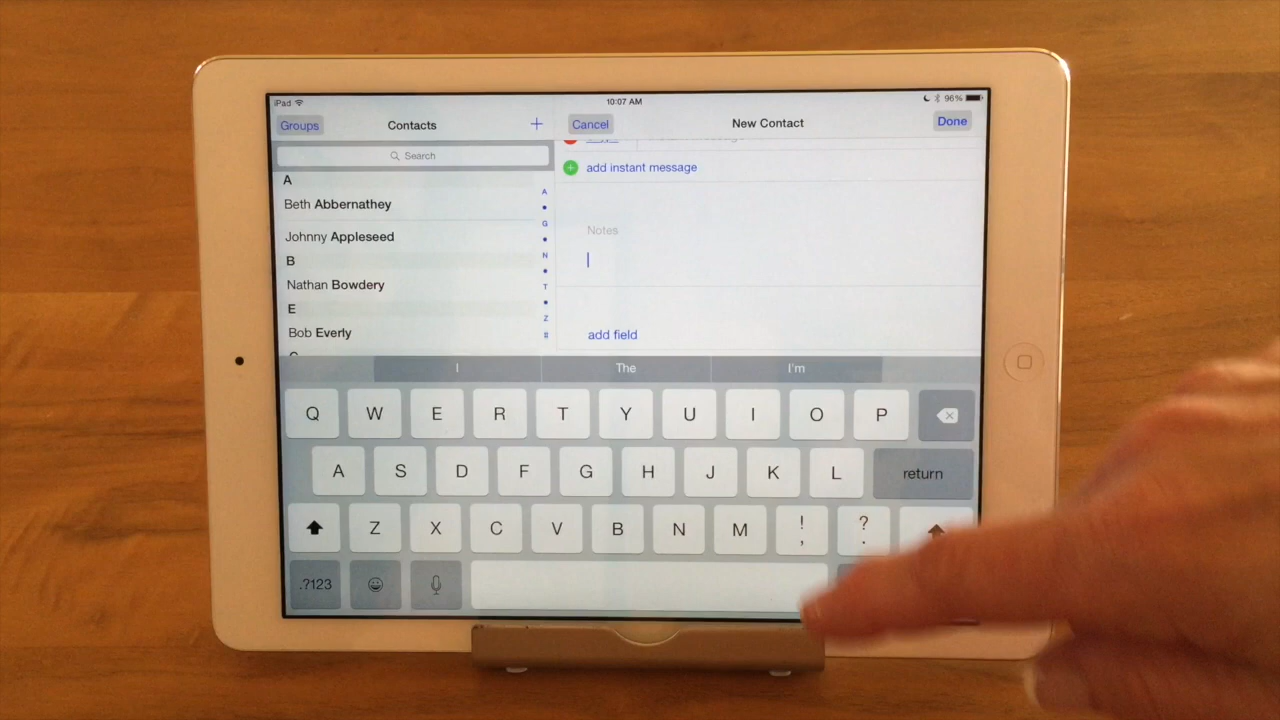 iPad 10:07 AM 96%
Groups Contacts + Cancel New Contact Done
Search
add instant message
A
Beth Abbernathey
Johnny Appleseed
B
Nathan Bowdery
E
Bob Everly
A
G
N
T
Z
#
Notes
add field
I The I'm
Q W E R T Y U I O P
A S D F G H J K L return
Z X C V B N M ! , ? .
.?123